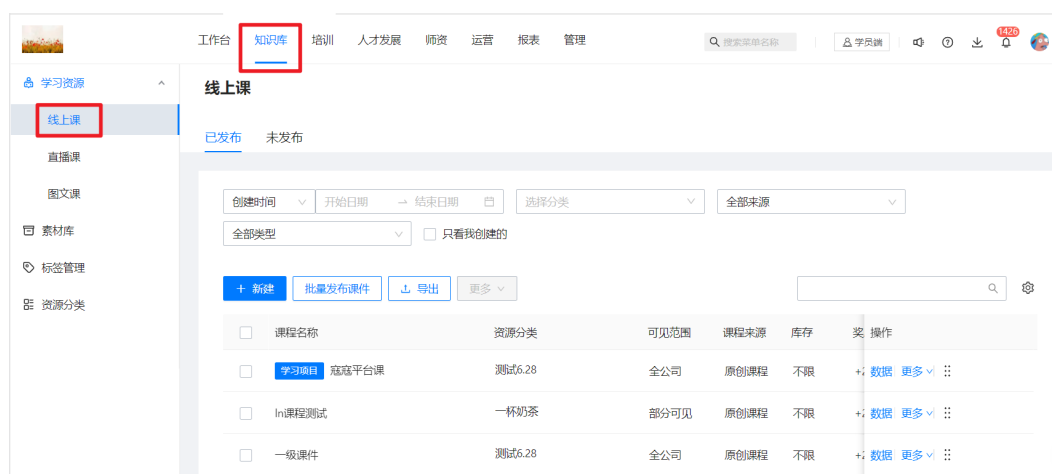 工作台 知识库 培训 人才发展 师资 运营 报表 管理 搜索菜单名称 学员端 1426
学习资源
线上课
直播课
图文课
素材库
标签管理
资源分类
线上课
已发布 未发布
创建时间 开始日期 → 结束日期 选择分类 全部来源
全部类型 只看我创建的
+ 新建 批量发布课件 导出 更多
课程名称 资源分类 可见范围 课程来源 库存 奖 操作
学习项目 寇寇平台课 测试6.28 全公司 原创课程 不限 +2 数据 更多
ln课程测试 一杯奶茶 部分可见 原创课程 不限 +2 数据 更多
一级课件 测试6.28 全公司 原创课程 不限 +2 数据 更多